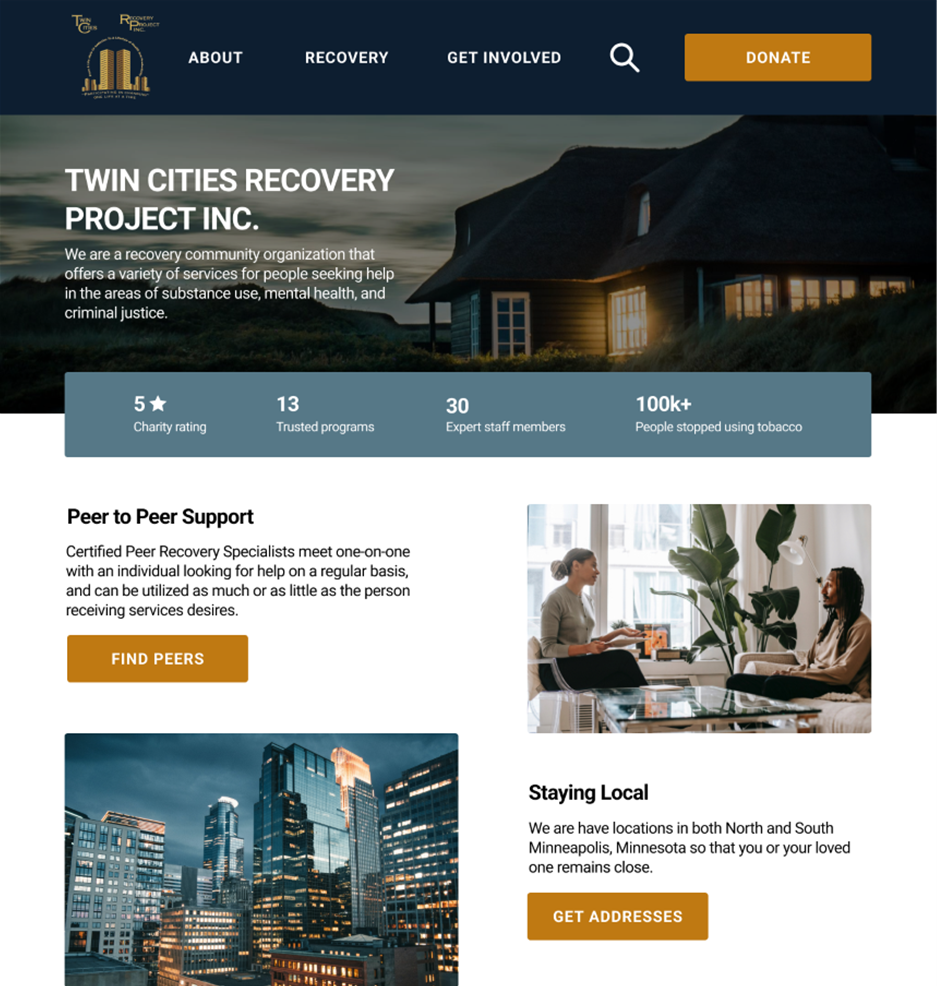 TWIN CITIES
RECOVERY PROJECT INC.
ABOUT
RECOVERY
GET INVOLVED
DONATE
TWIN CITIES RECOVERY
PROJECT INC.
We are a recovery community organization that
offers a variety of services for people seeking help
in the areas of substance use, mental health, and
criminal justice.
5
Charity rating
13
Trusted programs
30
Expert staff members
100k+
People stopped using tobacco
Peer to Peer Support
Certified Peer Recovery Specialists meet one-on-one
with an individual looking for help on a regular basis,
and can be utilized as much or as little as the person
receiving services desires.
FIND PEERS
Staying Local
We are have locations in both North and South
Minneapolis, Minnesota so that you or your loved
one remains close.
GET ADDRESSES